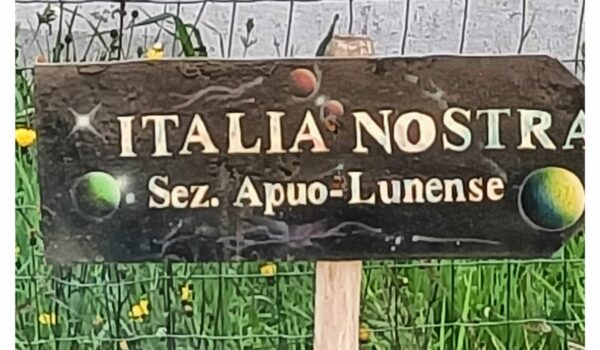 ITALIA NOSTRA
Sez. Apuo-Lunense